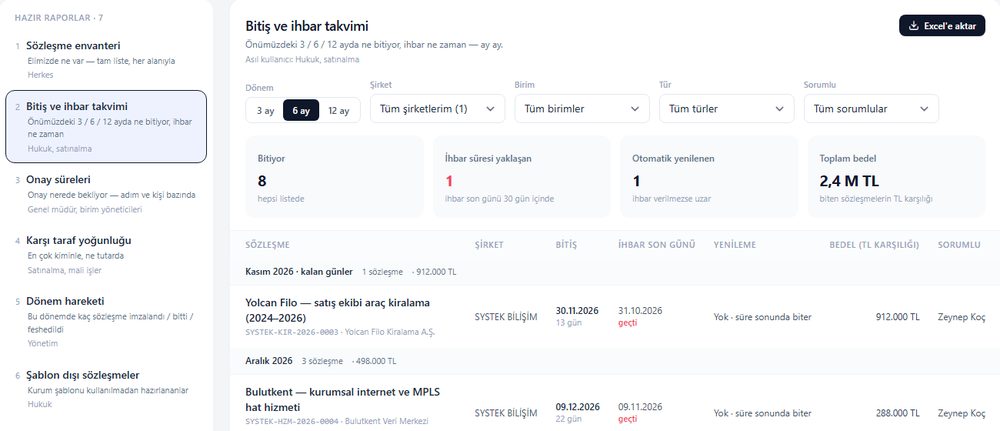 HAZIR RAPORLAR · 7
1 Sözleşme envanteri
Elimizde ne var — tam liste, her alanıyla
Herkes
2 Bitiş ve ihbar takvimi
Önümüzdeki 3 / 6 / 12 ayda ne bitiyor, ihbar
ne zaman
Hukuk, satınalma
3 Onay süreleri
Onay nerede bekliyor — adım ve kişi bazında
Genel müdür, birim yöneticileri
4 Karşı taraf yoğunluğu
En çok kiminle, ne tutarda
Satınalma, mali işler
5 Dönem hareketi
Bu dönemde kaç sözleşme imzalandı / bitti /
feshedildi
Yönetim
6 Şablon dışı sözleşmeler
Kurum şablonu kullanılmadan hazırlananlar
Hukuk
Bitiş ve ihbar takvimi
Önümüzdeki 3 / 6 / 12 ayda ne bitiyor, ihbar ne zaman — ay ay.
Asıl kullanıcı: Hukuk, satınalma
Excel'e aktar
Dönem Şirket Birim Tür Sorumlu
3 ay 6 ay 12 ay Tüm şirketlerim (1) Tüm birimler Tüm türler Tüm sorumlular
Bitiyor İhbar süresi yaklaşan Otomatik yenilenen Toplam bedel
8 1 1 2,4 M TL
hepsi listede ihbar son günü 30 gün içinde ihbar verilmezse uzar biten sözleşmelerin TL karşılığı
SÖZLEŞME ŞİRKET BİTİŞ İHBAR SON GÜNÜ YENİLEME BEDEL (TL KARŞILIĞI) SORUMLU
Kasım 2026 · kalan günler 1 sözleşme · 912.000 TL
Yolcan Filo — satış ekibi araç kiralama
(2024–2026)
SYSTEK-KIR-2026-0003 · Yolcan Filo Kiralama A.Ş.
SYSTEK BİLİŞİM
30.11.2026
13 gün
31.10.2026
geçti
Yok - süre sonunda biter
912.000 TL
Zeynep Koç
Aralık 2026 3 sözleşme · 498.000 TL
Bulutkent — kurumsal internet ve MPLS
hat hizmeti
SYSTEK-HZM-2026-0004 · Bulutkent Veri Merkezi
SYSTEK BİLİŞİM
09.12.2026
22 gün
09.11.2026
geçti
Yok - süre sonunda biter
288.000 TL
Zeynep Koç